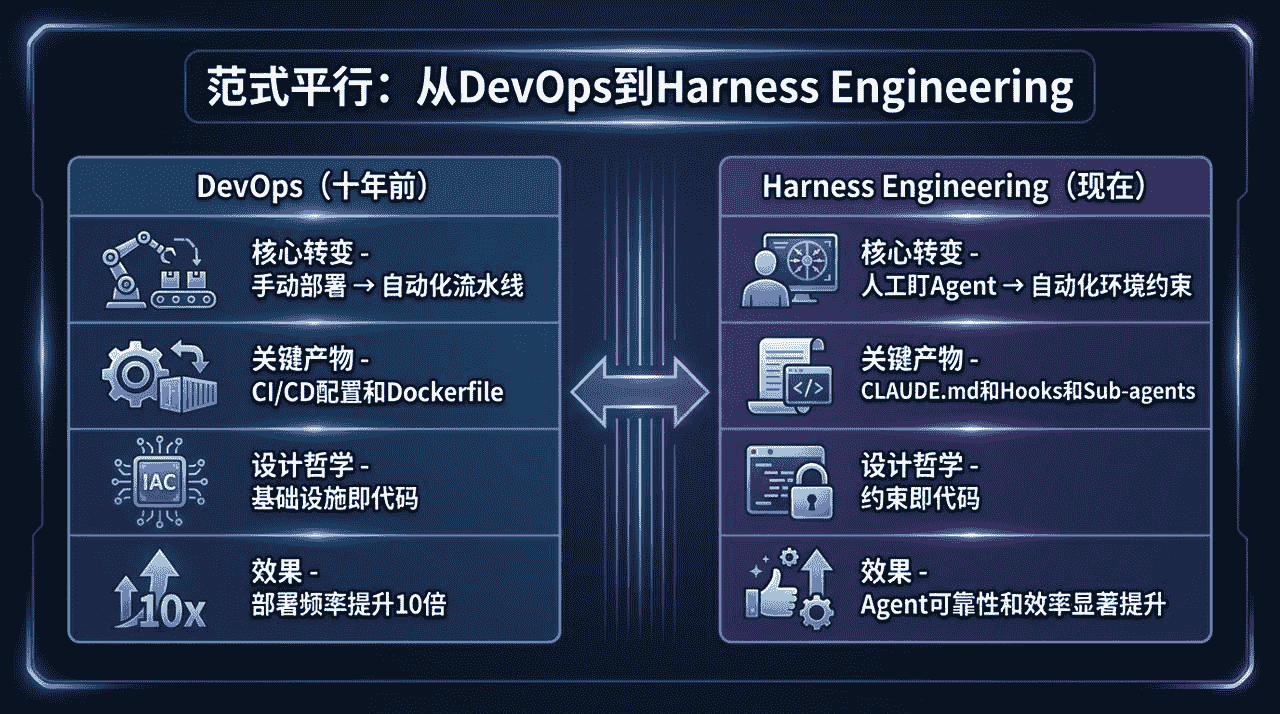 范式平行：从DevOps到Harness Engineering
DevOps（十年前）
核心转变 -
手动部署 → 自动化流水线
关键产物 -
CI/CD配置和Dockerfile
IAC
设计哲学 -
基础设施即代码
10x
效果 -
部署频率提升10倍
Harness Engineering（现在）
核心转变 -
人工盯Agent → 自动化环境约束
</>
关键产物 -
CLAUDE.md和Hooks和Sub-agents
设计哲学 -
约束即代码
效果 -
Agent可靠性和效率显著提升